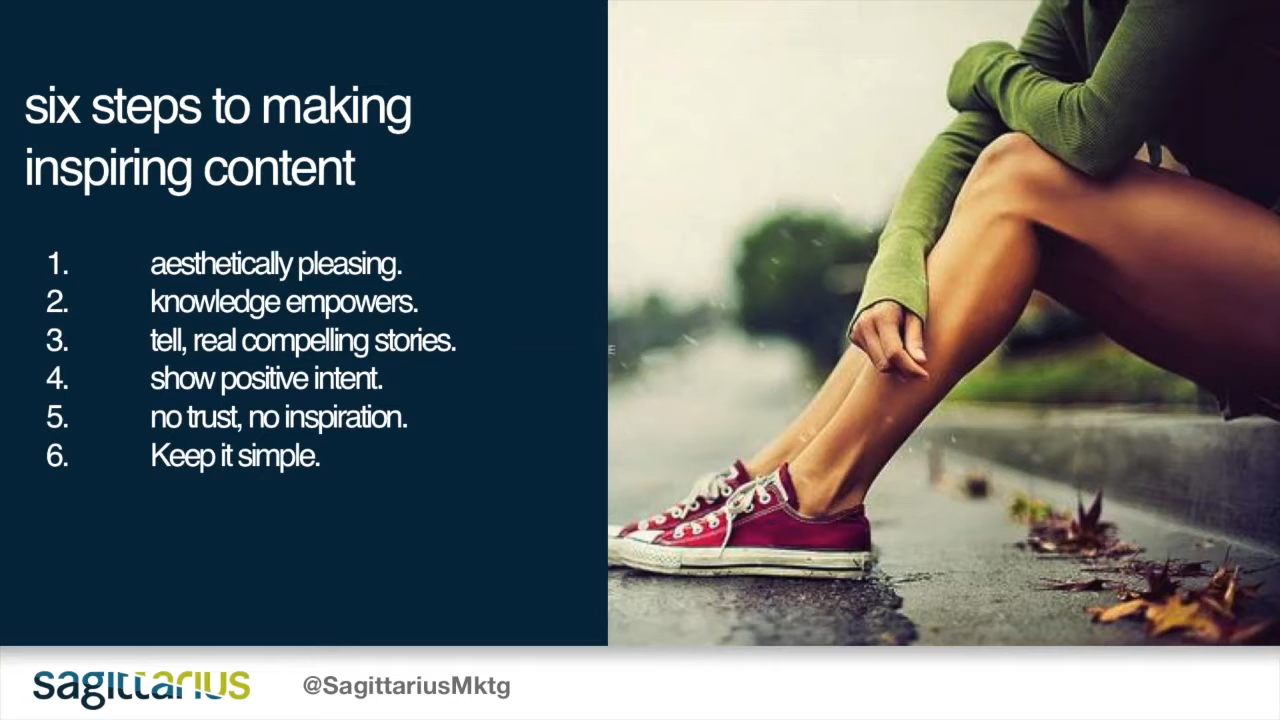 six steps to making
inspiring content
1. aesthetically pleasing.
2. knowledge empowers.
3. tell, real compelling stories.
4. show positive intent.
5. no trust, no inspiration.
6. Keep it simple.
sagittarius @SagittariusMktg